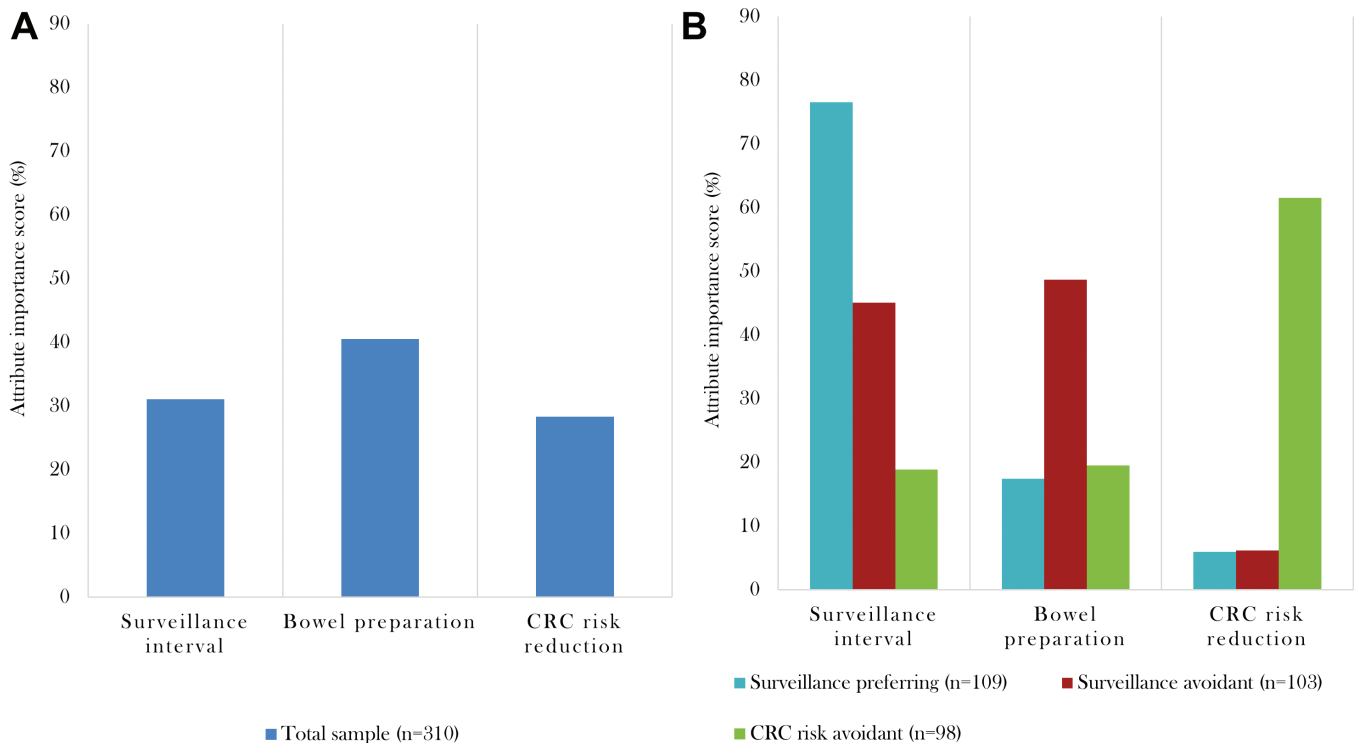 A
90
80
70
60
50
40
30
20
10
0
Attribute importance score (%)
Surveillance
interval
Bowel preparation
CRC risk
reduction
Total sample (n=310)
B
90
80
70
60
50
40
30
20
10
0
Attribute importance score (%)
Surveillance
interval
Bowel
preparation
CRC risk
reduction
Surveillance preferring (n=109)
Surveillance avoidant (n=103)
CRC risk avoidant (n=98)